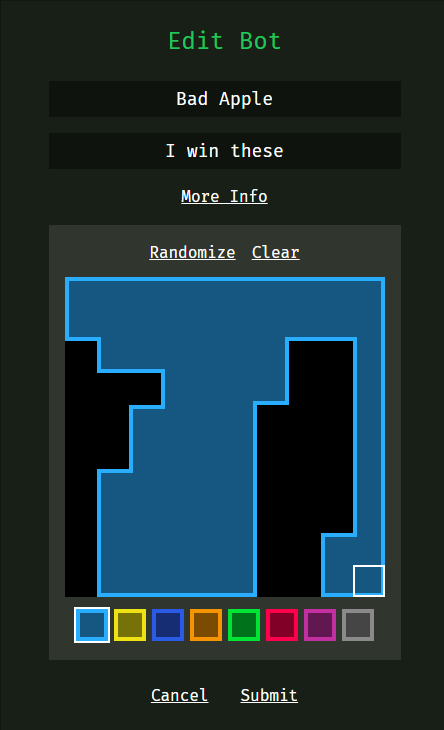 Edit Bot
Bad Apple
I win these
More Info
Randomize Clear
Cancel Submit